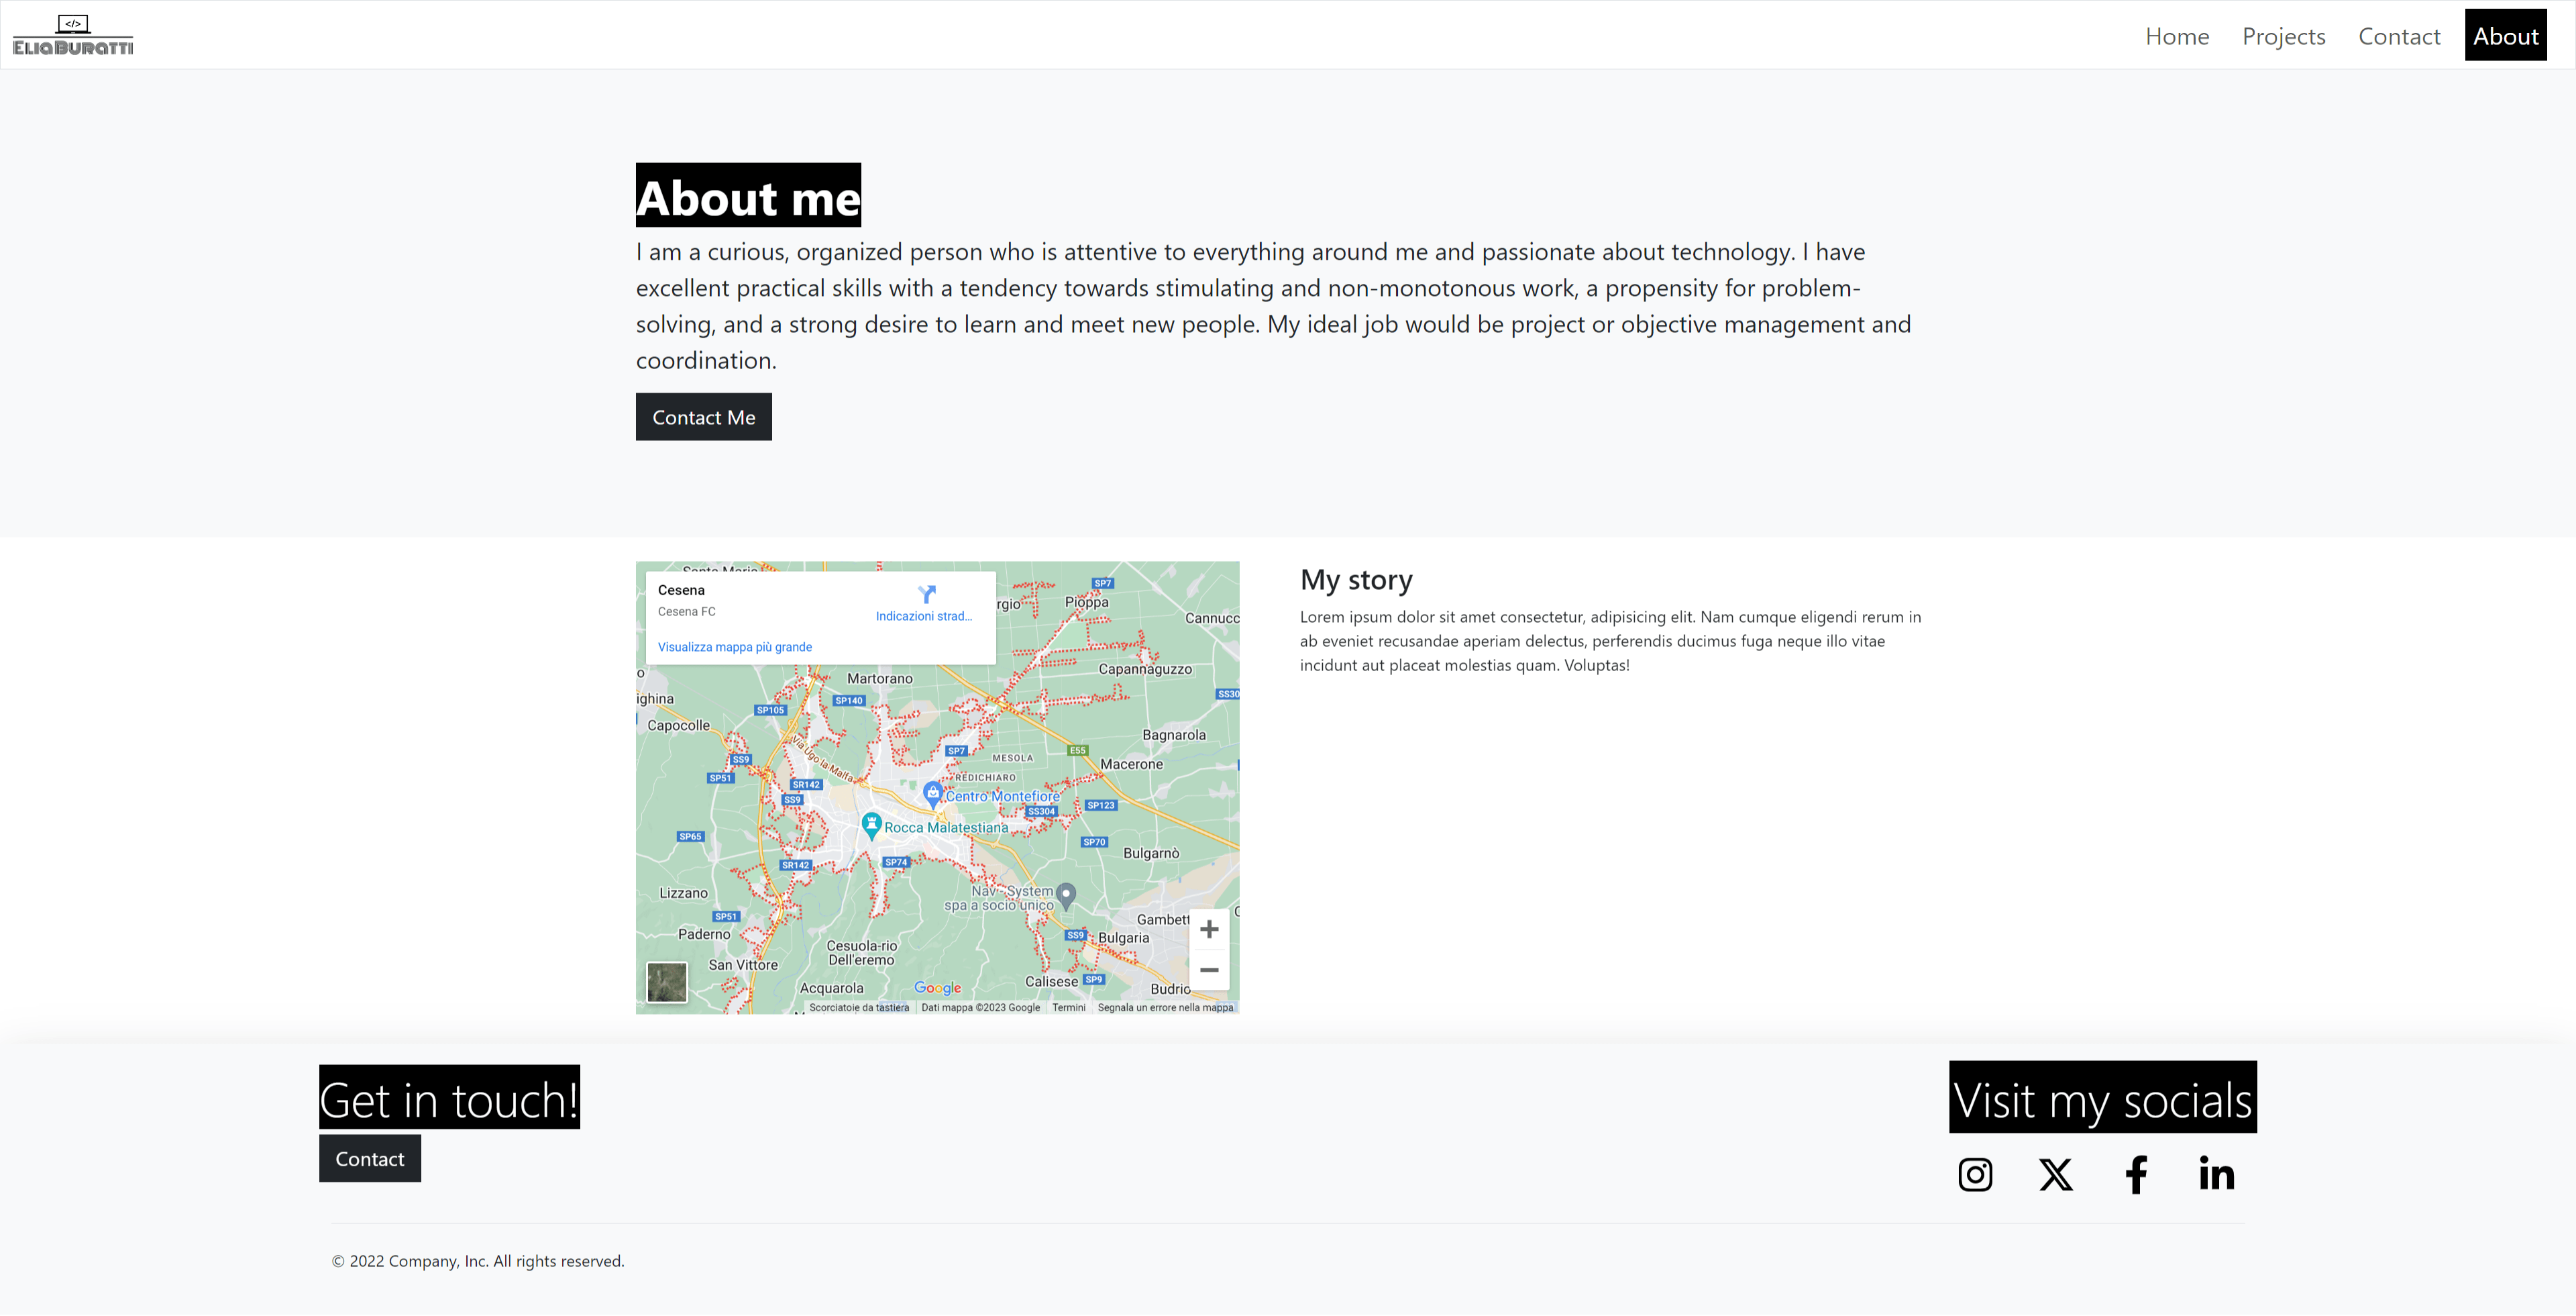 </>
EliaBuratti
Home Projects Contact About
About me
I am a curious, organized person who is attentive to everything around me and passionate about technology. I have
excellent practical skills with a tendency towards stimulating and non-monotonous work, a propensity for problem-
solving, and a strong desire to learn and meet new people. My ideal job would be project or objective management and
coordination.
Contact Me
Cesena
Cesena FC
Indicazioni strad...
Visualizza mappa più grande
rgio
SP7
Pioppa
Cannucc
Capannaguzzo
SS30
Martorano
SP140
ighina
SP105
Capocolle
Via Ugo la Malfa
Bagnarola
SP7
E55
MESOLA
SS9
Macerone
SP51
REDICHIARO
SR142
Centro Montefiore
SS9
SP123
SS304
Rocca Malatestiana
SP65
SP70
Bulgarnò
SR142
SP74
Lizzano
Nav-System
spa a socio unico
SP51
Gambett
Paderno
SS9
Bulgaria
Cesuola-rio
Dell'eremo
San Vittore
Calisese
SP9
Acquarola
Google
Budrio
Scorciatoie da tastiera Dati mappa ©2023 Google Termini Segnala un errore nella mappa
My story
Lorem ipsum dolor sit amet consectetur, adipisicing elit. Nam cumque eligendi rerum in
ab eveniet recusandae aperiam delectus, perferendis ducimus fuga neque illo vitae
incidunt aut placeat molestias quam. Voluptas!
Get in touch!
Contact
Visit my socials
© 2022 Company, Inc. All rights reserved.